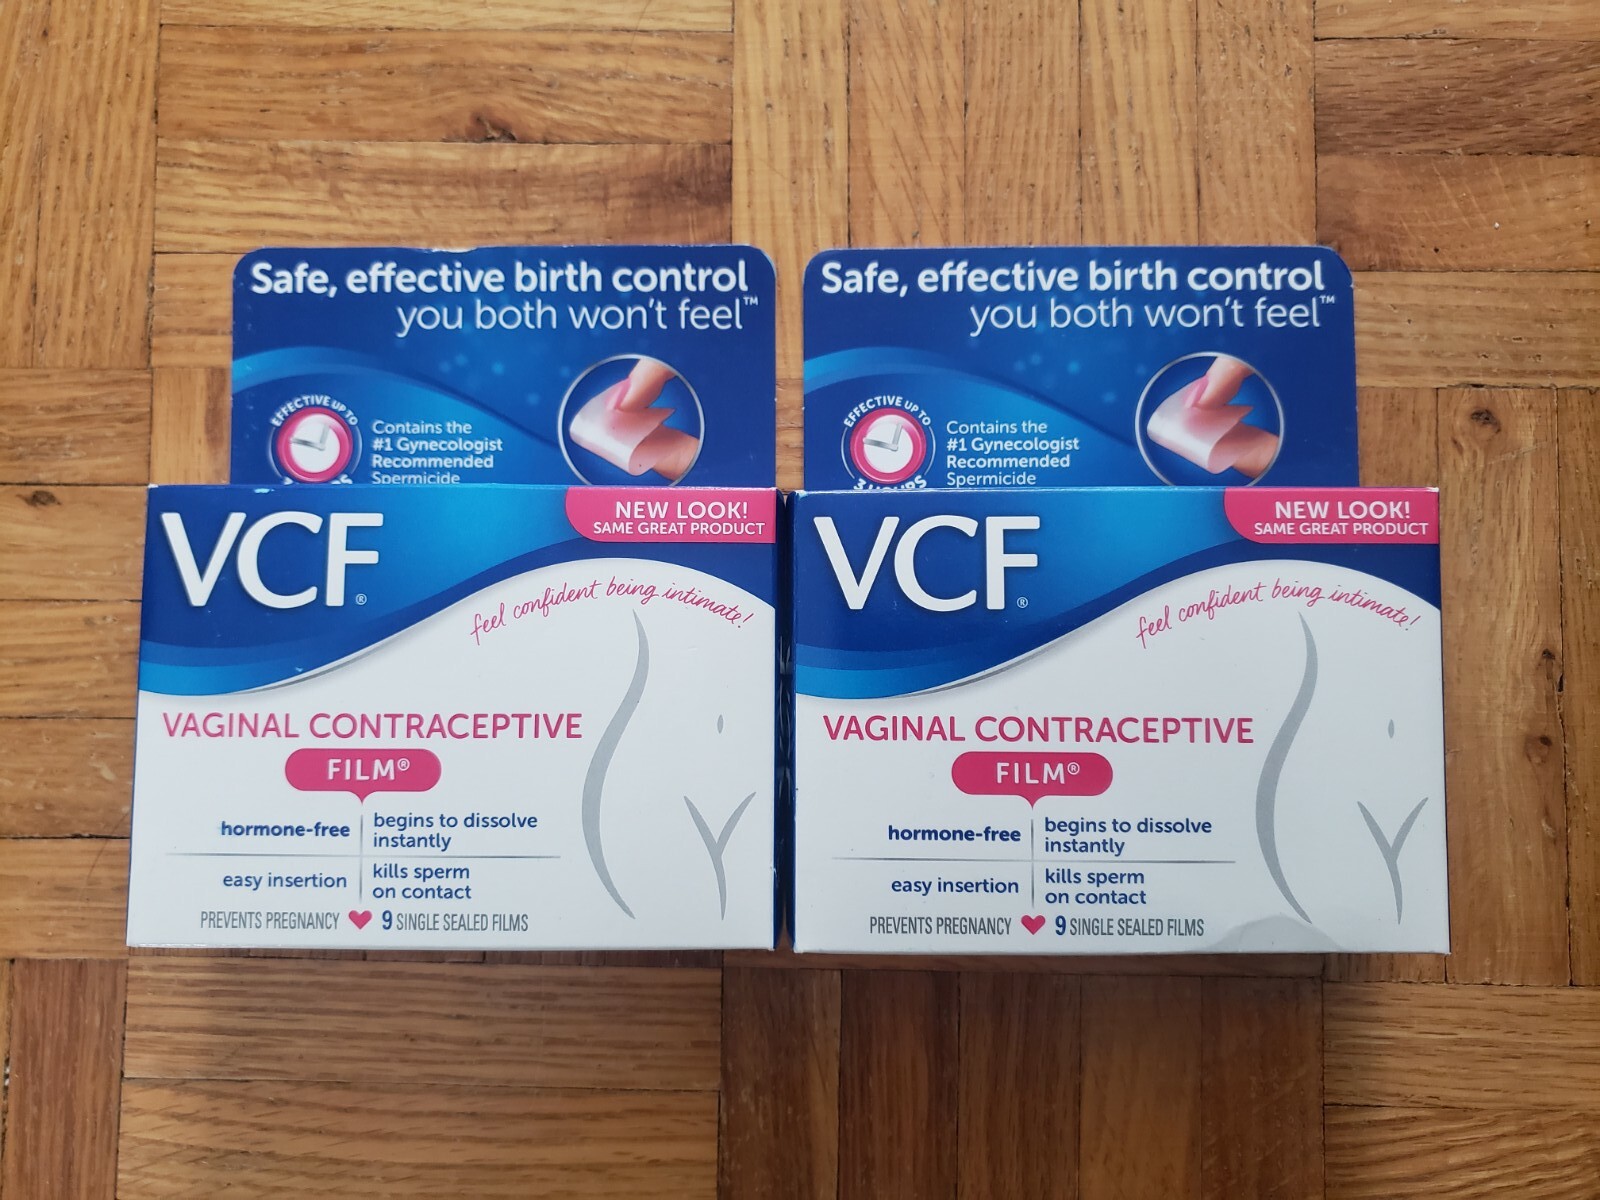 Safe, effective birth control
you both won't feel™
EFFECTIVE UP TO
Contains the
#1 Gynecologist
Recommended
Spermicide
VCF®
NEW LOOK!
SAME GREAT PRODUCT
feel confident being intimate!
VAGINAL CONTRACEPTIVE
FILM®
hormone-free
begins to dissolve
instantly
easy insertion
kills sperm
on contact
PREVENTS PREGNANCY ♥ 9 SINGLE SEALED FILMS
Safe, effective birth control
you both won't feel™
EFFECTIVE UP TO
3 HOURS
Contains the
#1 Gynecologist
Recommended
Spermicide
VCF®
NEW LOOK!
SAME GREAT PRODUCT
feel confident being intimate!
VAGINAL CONTRACEPTIVE
FILM®
hormone-free
begins to dissolve
instantly
easy insertion
kills sperm
on contact
PREVENTS PREGNANCY ♥ 9 SINGLE SEALED FILMS